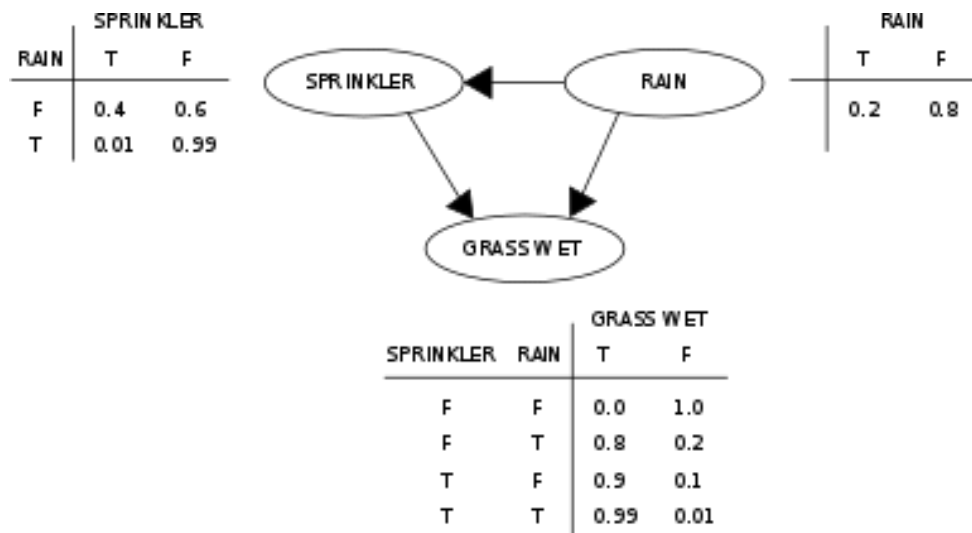 SPRINKLER
RAIN T F
F 0.4 0.6
T 0.01 0.99
SPRINKLER
RAIN
RAIN
T F
0.2 0.8
GRASS WET
GRASS WET
SPRINKLER RAIN T F
F F 0.0 1.0
F T 0.8 0.2
T F 0.9 0.1
T T 0.99 0.01